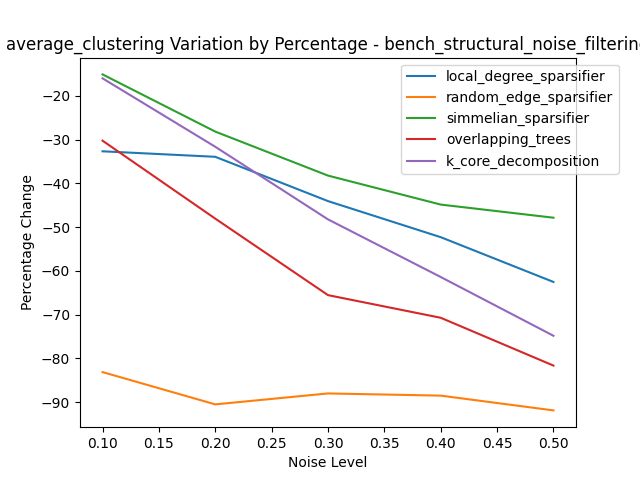 average_clustering Variation by Percentage - bench_structural_noise_filtering
local_degree_sparsifier
random_edge_sparsifier
simmelian_sparsifier
overlapping_trees
k_core_decomposition
Percentage Change
−20
−30
−40
−50
−60
−70
−80
−90
0.10 0.15 0.20 0.25 0.30 0.35 0.40 0.45 0.50
Noise Level